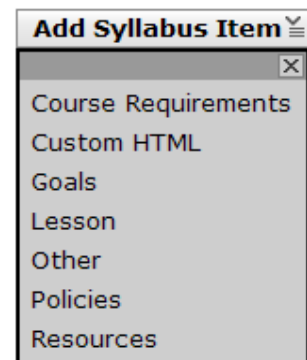 Add Syllabus Item
Course Requirements
Custom HTML
Goals
Lesson
Other
Policies
Resources